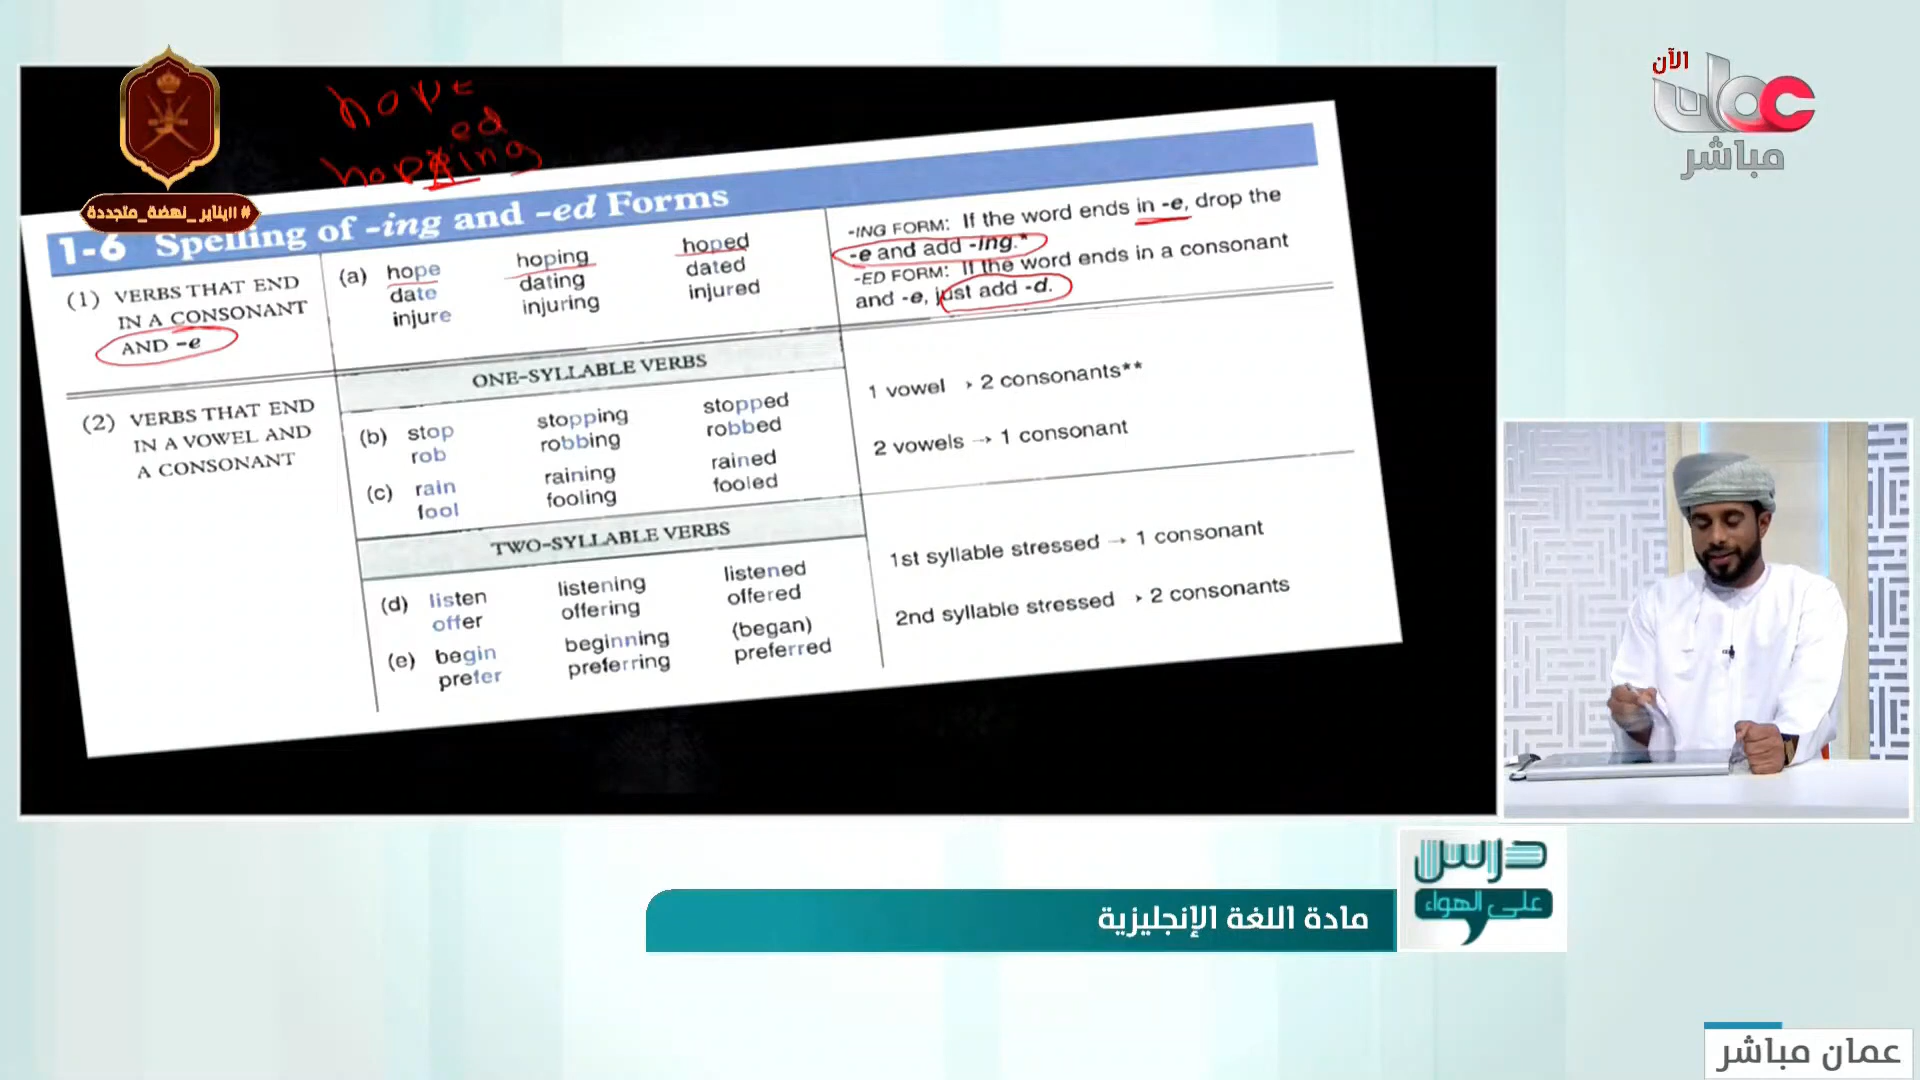 الآن
عمان
مباشر
# ١١يناير _نهضة _متجددة
hope
ed
hoping
1-6 Spelling of -ing and -ed Forms
(1) VERBS THAT END
IN A CONSONANT
AND -e
(a) hope hoping hoped
date dating dated
injure injuring injured
-ING FORM: If the word ends in -e, drop the
-e and add -ing.*
-ED FORM: If the word ends in a consonant
and -e, just add -d.
(2) VERBS THAT END
IN A VOWEL AND
A CONSONANT
ONE-SYLLABLE VERBS
(b) stop stopping stopped
rob robbing robbed
1 vowel → 2 consonants**
(c) rain raining rained
fool fooling fooled
2 vowels → 1 consonant
TWO-SYLLABLE VERBS
(d) listen listening listened
offer offering offered
1st syllable stressed → 1 consonant
(e) begin beginning (began)
prefer preferring preferred
2nd syllable stressed → 2 consonants
درس
على الهواء
مادة اللغة الإنجليزية
عمان مباشر